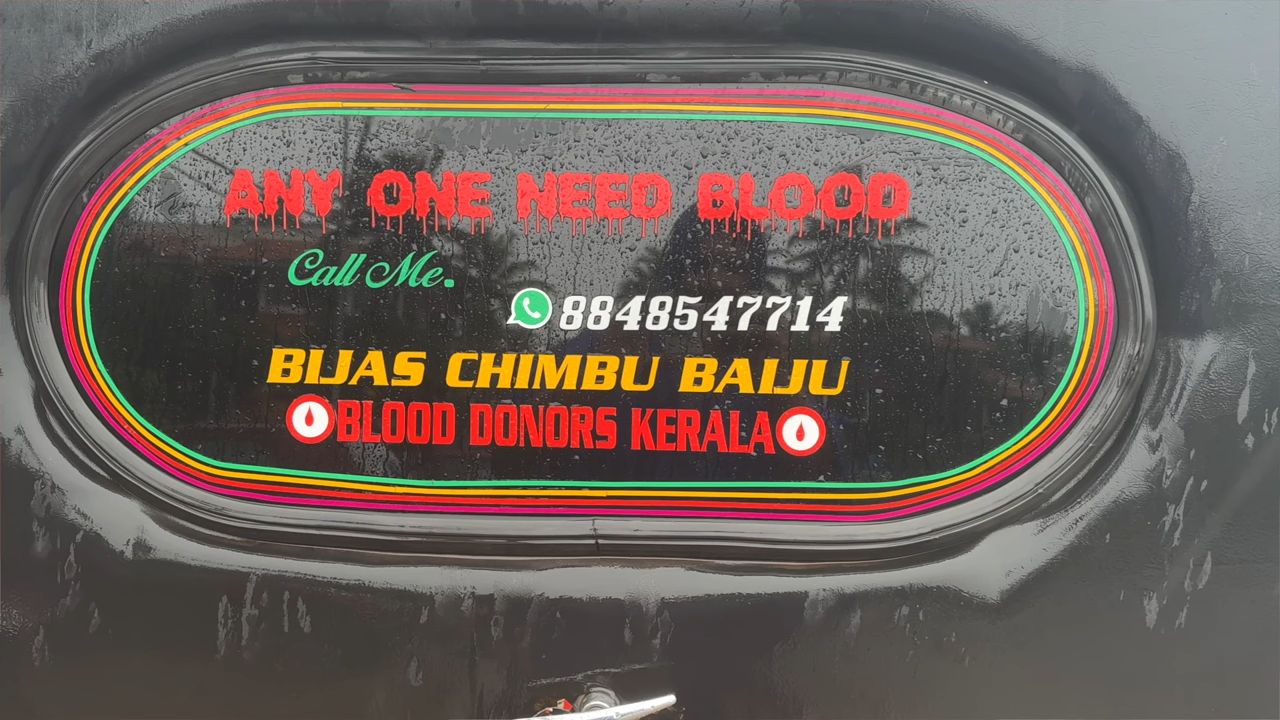 ANY ONE NEED BLOOD
Call Me.
8848547714
BIJAS CHIMBU BAIJU
BLOOD DONORS KERALA